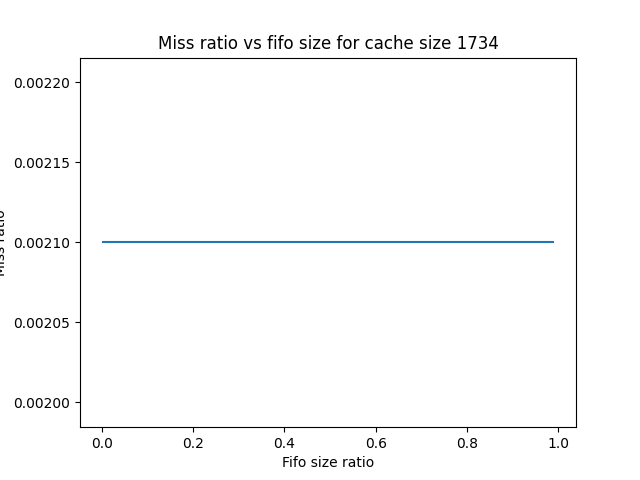 Miss ratio vs fifo size for cache size 1734
0.00220
0.00215
0.00210
0.00205
0.00200
Miss ratio
0.0 0.2 0.4 0.6 0.8 1.0
Fifo size ratio